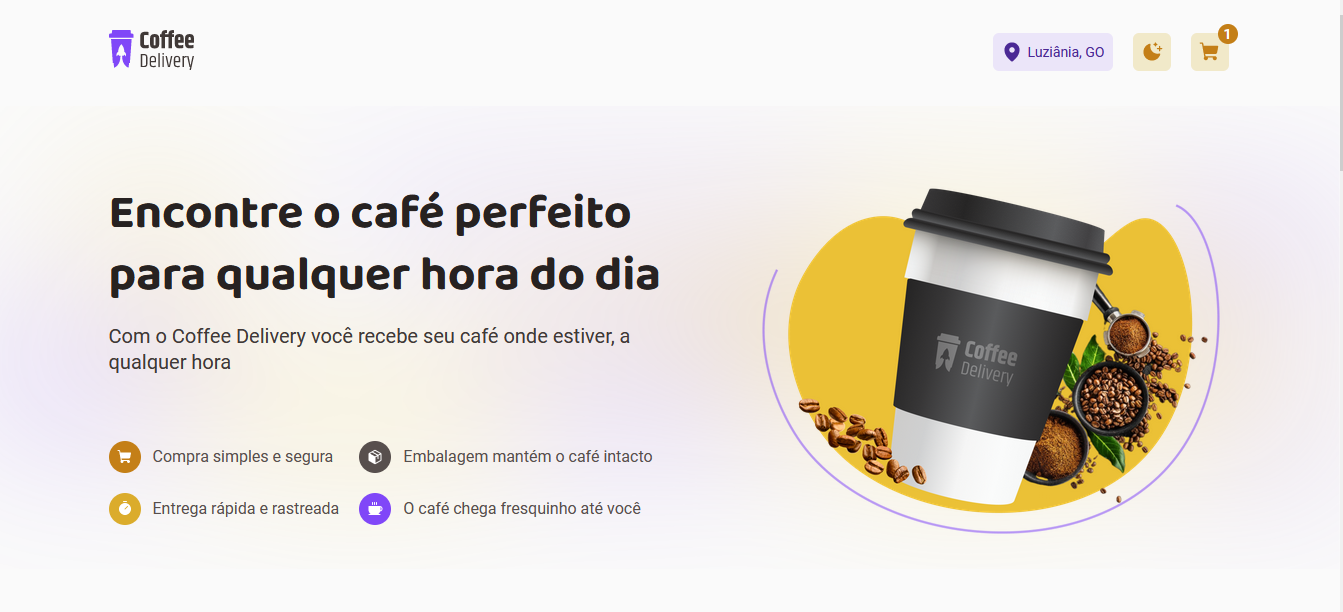 Coffee
Delivery
Luziânia, GO
1
Encontre o café perfeito
para qualquer hora do dia
Com o Coffee Delivery você recebe seu café onde estiver, a
qualquer hora
Coffee
Delivery
Compra simples e segura
Embalagem mantém o café intacto
Entrega rápida e rastreada
O café chega fresquinho até você